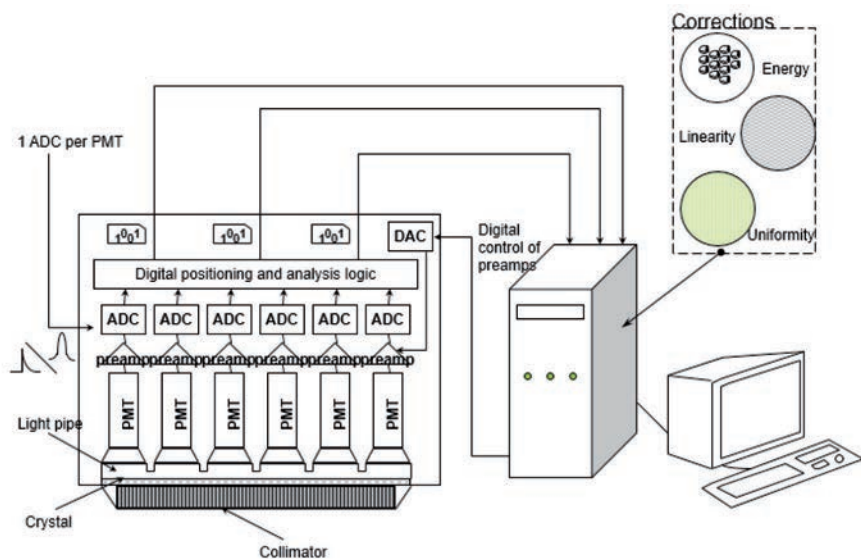 Corrections
Energy
Linearity
Uniformity
1 ADC per PMT
1001
1001
1001
DAC
Digital
control of
preamps
Digital positioning and analysis logic
ADC ADC ADC ADC ADC ADC
preamp preamp preamp preamp preamp preamp
PMT PMT PMT PMT PMT PMT
Light pipe
Crystal
Collimator